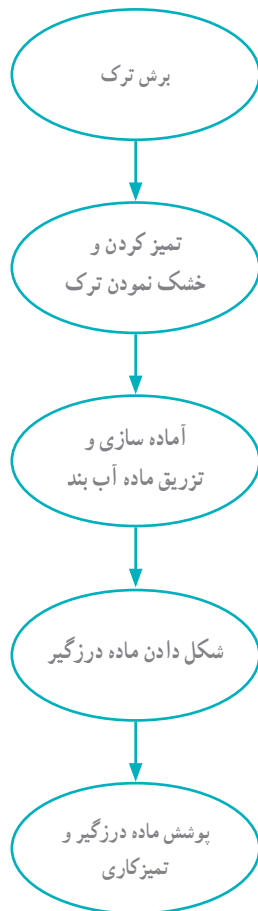 برش ترک
تمیز کردن و
خشک نمودن ترک
آماده سازی و
تزریق ماده آب بند
شکل دادن ماده درزگیر
پوشش ماده درزگیر و
تمیزکاری